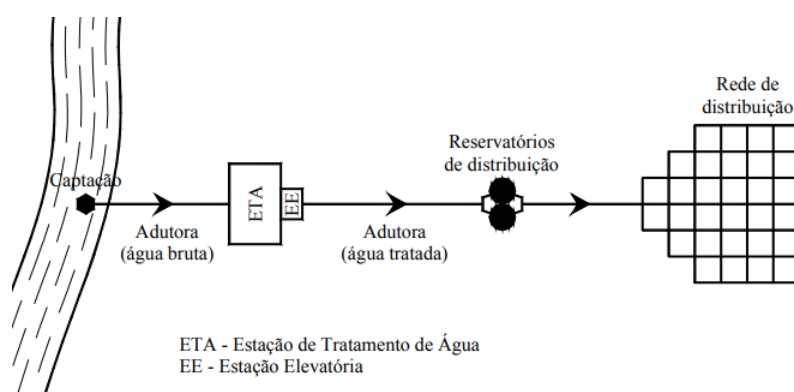 Rede de
distribuição
Reservatórios
de distribuição
Captação
ETA
EE
Adutora
(água bruta)
Adutora
(água tratada)
ETA - Estação de Tratamento de Água
EE - Estação Elevatória